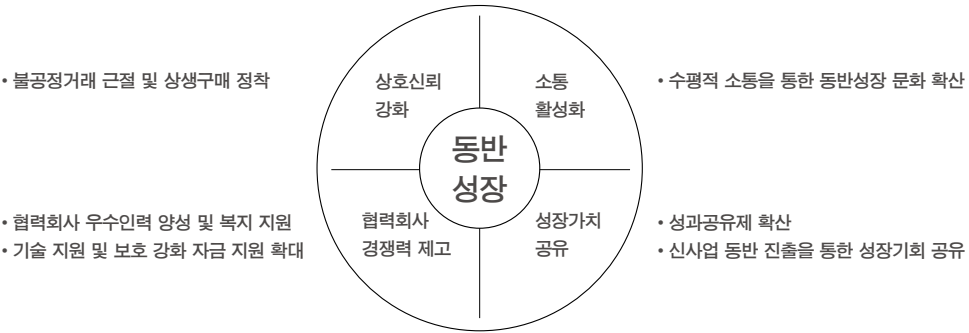 • 불공정거래 근절 및 상생구매 정착
상호신뢰
강화
소통
활성화
• 수평적 소통을 통한 동반성장 문화 확산
동반
성장
• 협력회사 우수인력 양성 및 복지 지원
• 기술 지원 및 보호 강화 자금 지원 확대
협력회사
경쟁력 제고
성장가치
공유
• 성과공유제 확산
• 신사업 동반 진출을 통한 성장기회 공유